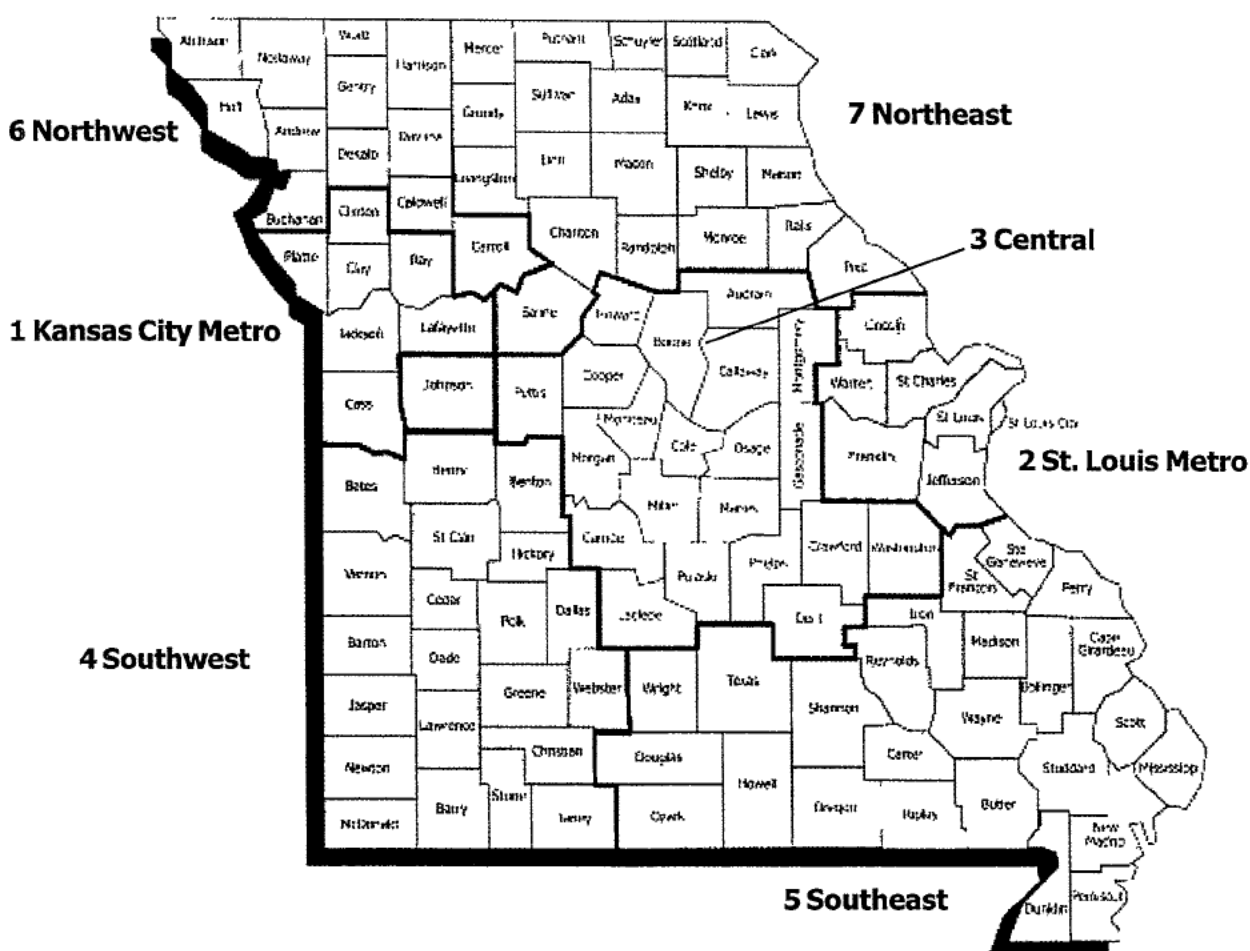 Atchison
Nodaway
Worth
Harrison
Mercer
Putnam
Schuyler
Scotland
Clark
Gentry
Sullivan
Adair
Knox
Lewis
Holt
Grundy
7 Northeast
6 Northwest
Andrew
Daviess
Dekalb
Linn
Macon
Shelby
Marion
Livingston
Buchanan
Clinton
Caldwell
Chariton
Randolph
Monroe
Ralls
3 Central
Platte
Clay
Ray
Carroll
Pike
Audrain
Saline
Howard
1 Kansas City Metro
Jackson
Lafayette
Boone
Lincoln
Montgomery
Callaway
Cooper
Johnson
Pettis
Warren
St Charles
Cass
Moniteau
St Louis
St Louis City
Cole
Osage
Gasconade
Franklin
2 St. Louis Metro
Morgan
Henry
Benton
Jefferson
Bates
Miller
Maries
St Clair
Camden
Hickory
Crawford
Washington
Ste
Genevieve
Vernon
Pulaski
Phelps
St
Francois
Perry
Cedar
Polk
Dallas
Laclede
Dent
Iron
Barton
Madison
Cape
Girardeau
4 Southwest
Dade
Reynolds
Greene
Webster
Wright
Texas
Bollinger
Jasper
Shannon
Wayne
Scott
Lawrence
Christian
Douglas
Carter
Newton
Stoddard
Mississippi
Howell
Stone
Barry
Taney
Ozark
Oregon
Ripley
Butler
McDonald
New
Madrid
5 Southeast
Dunklin
Pemiscot